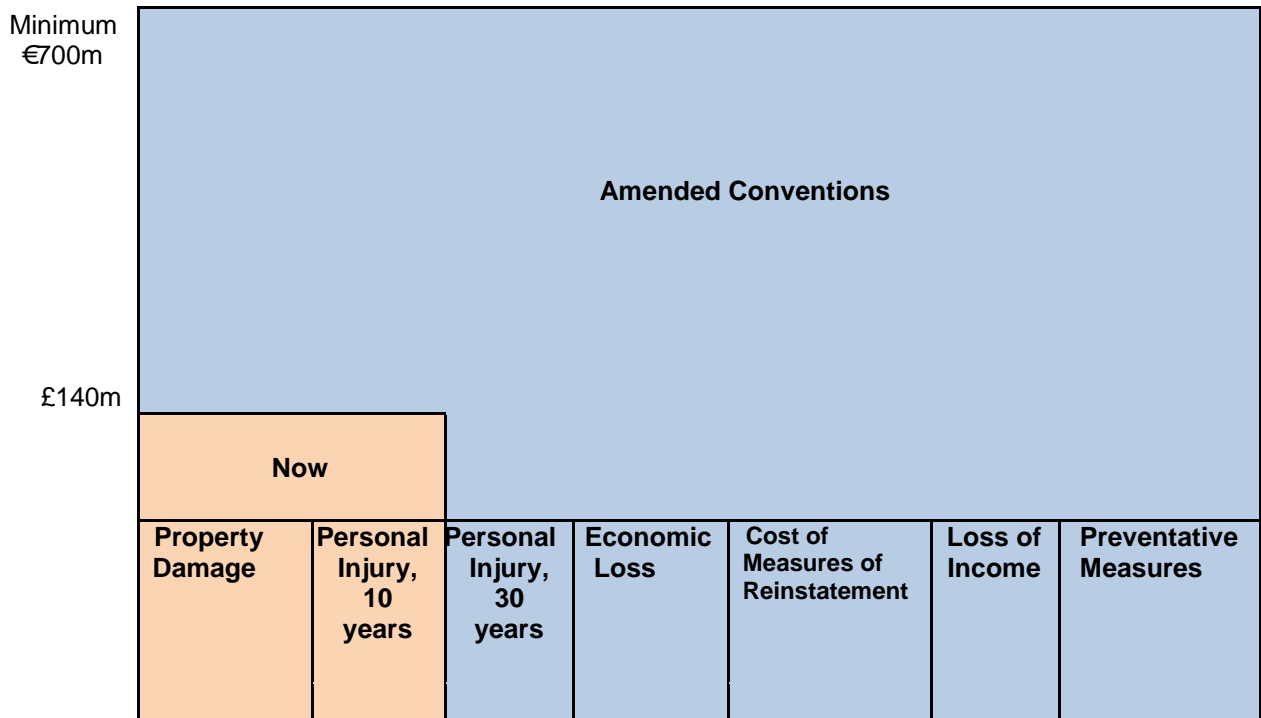 Minimum
€700m
Amended Conventions
£140m
Now
Property
Damage
Personal
Injury,
10
years
Personal
Injury,
30
years
Economic
Loss
Cost of
Measures of
Reinstatement
Loss of
Income
Preventative
Measures